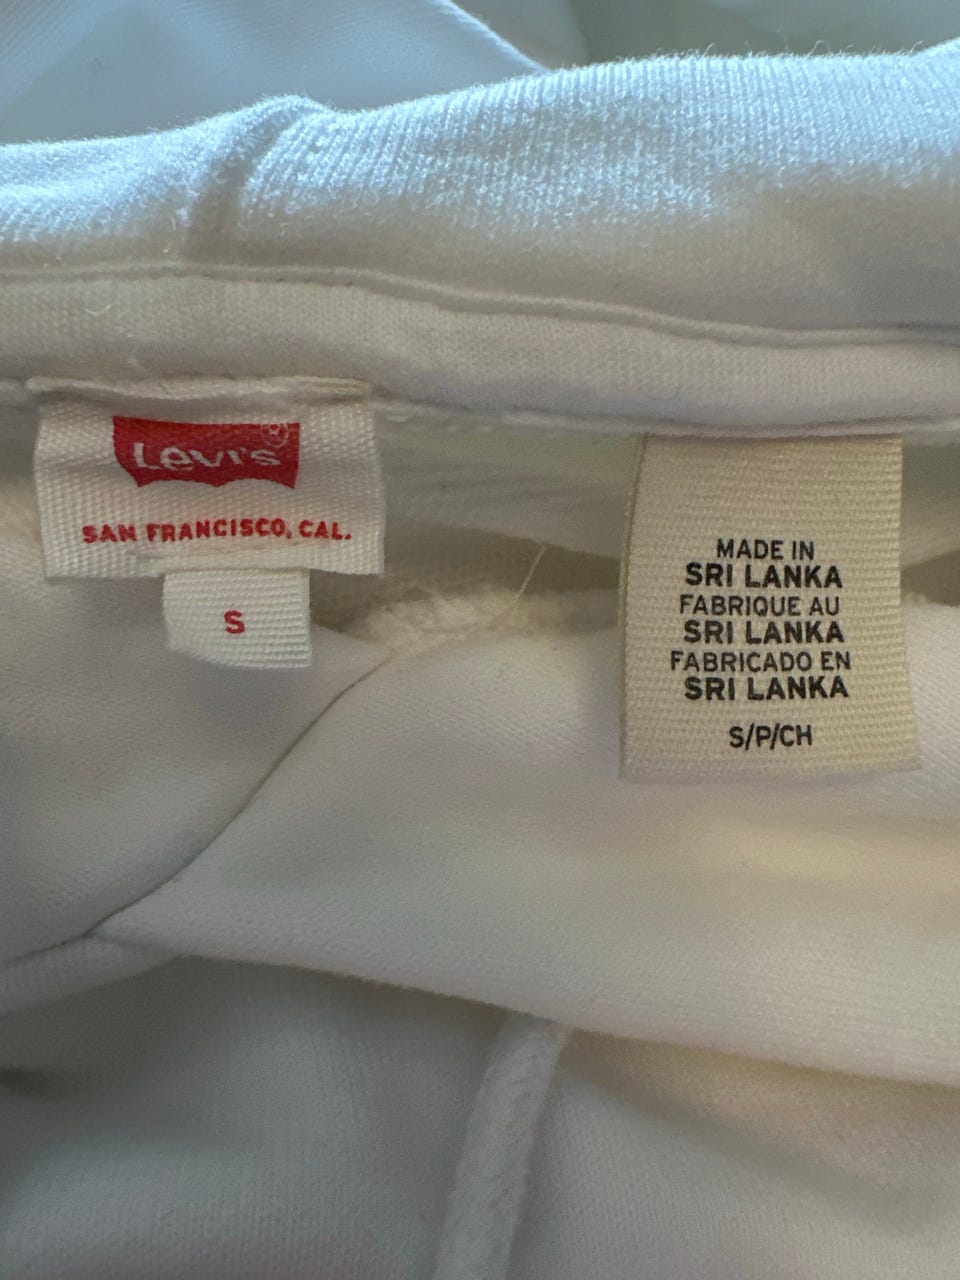 Levi's®
SAN FRANCISCO, CAL.
S
MADE IN
SRI LANKA
FABRIQUE AU
SRI LANKA
FABRICADO EN
SRI LANKA
S/P/CH